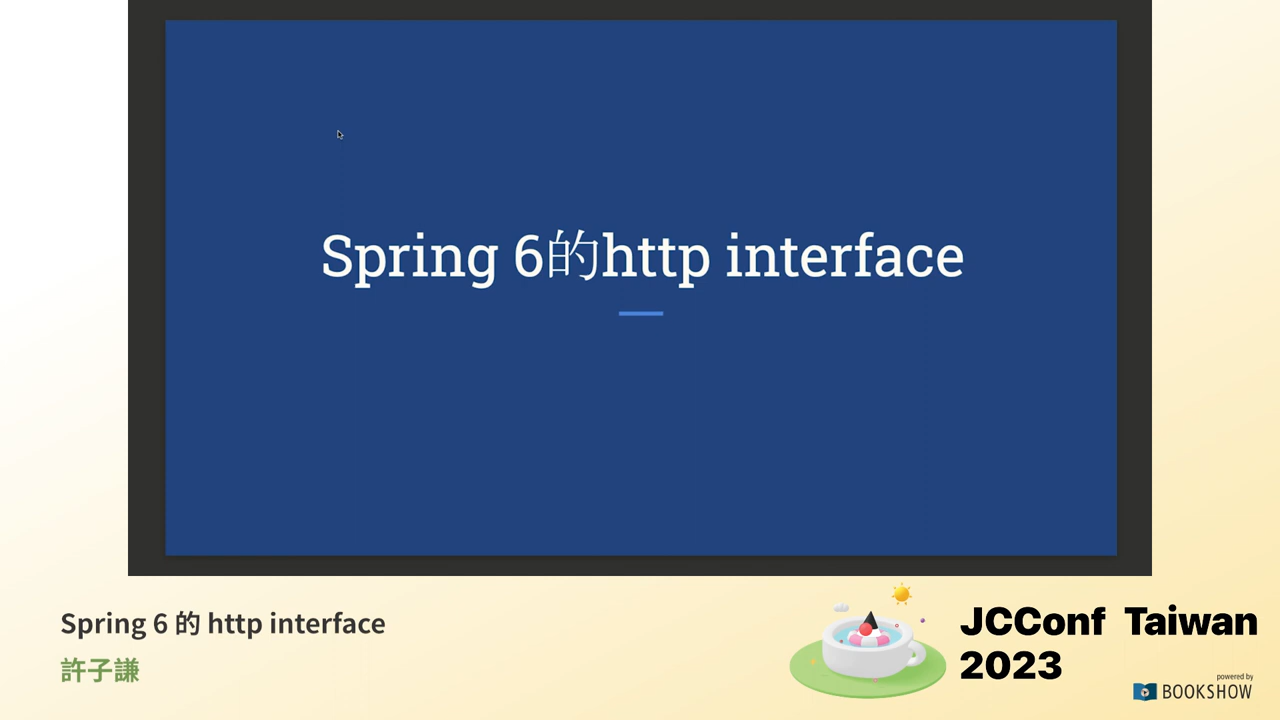 Spring 6的http interface
Spring 6 的 http interface
許子謙
JCConf Taiwan
2023
powered by
BOOKSHOW